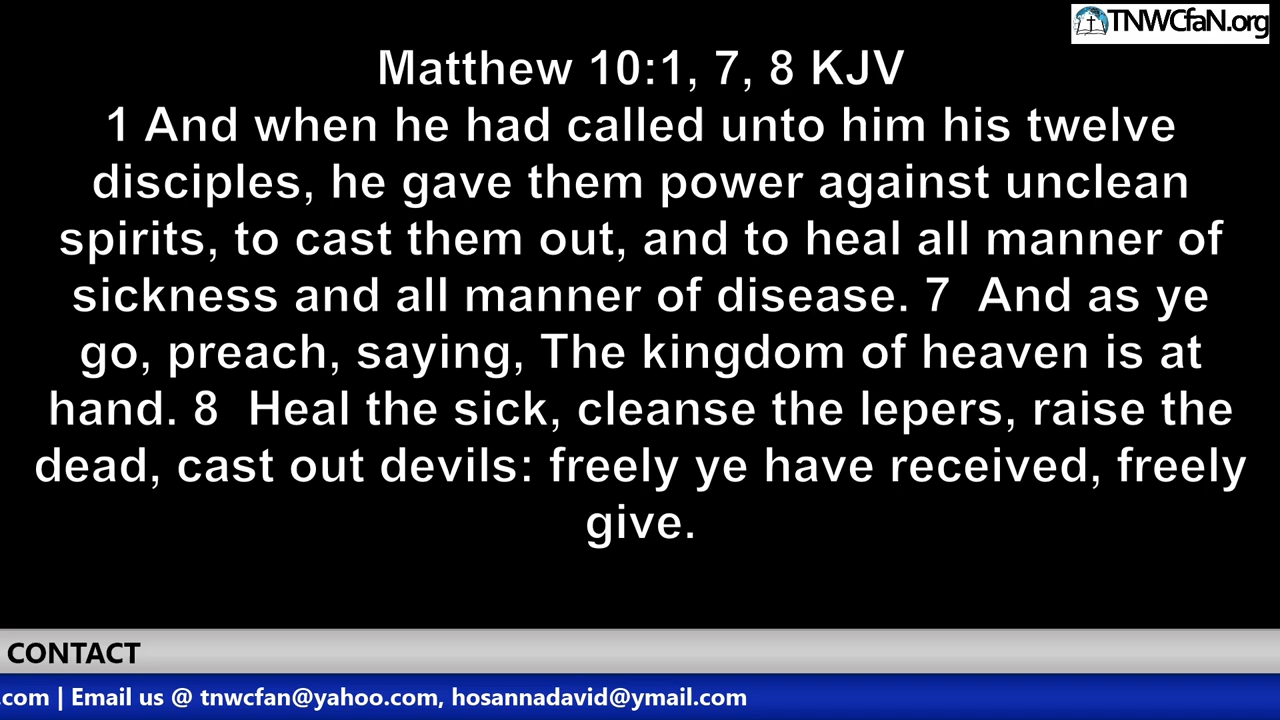 TNWCfaN.org
Matthew 10:1, 7, 8 KJV
1 And when he had called unto him his twelve
disciples, he gave them power against unclean
spirits, to cast them out, and to heal all manner of
sickness and all manner of disease. 7  And as ye
go, preach, saying, The kingdom of heaven is at
hand. 8  Heal the sick, cleanse the lepers, raise the
dead, cast out devils: freely ye have received, freely
give.
CONTACT
.com | Email us @ tnwcfan@yahoo.com, hosannadavid@ymail.com